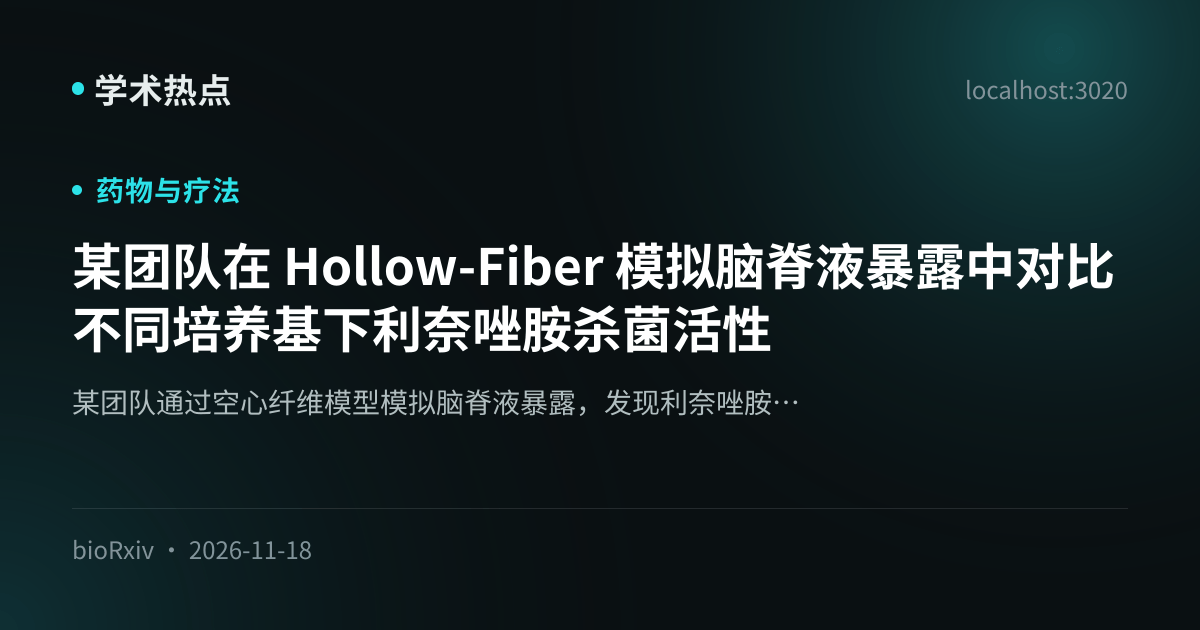 学术热点
localhost:3020
药物与疗法
某团队在 Hollow-Fiber 模拟脑脊液暴露中对比
不同培养基下利奈唑胺杀菌活性
某团队通过空心纤维模型模拟脑脊液暴露，发现利奈唑胺…
bioRxiv · 2026-11-18